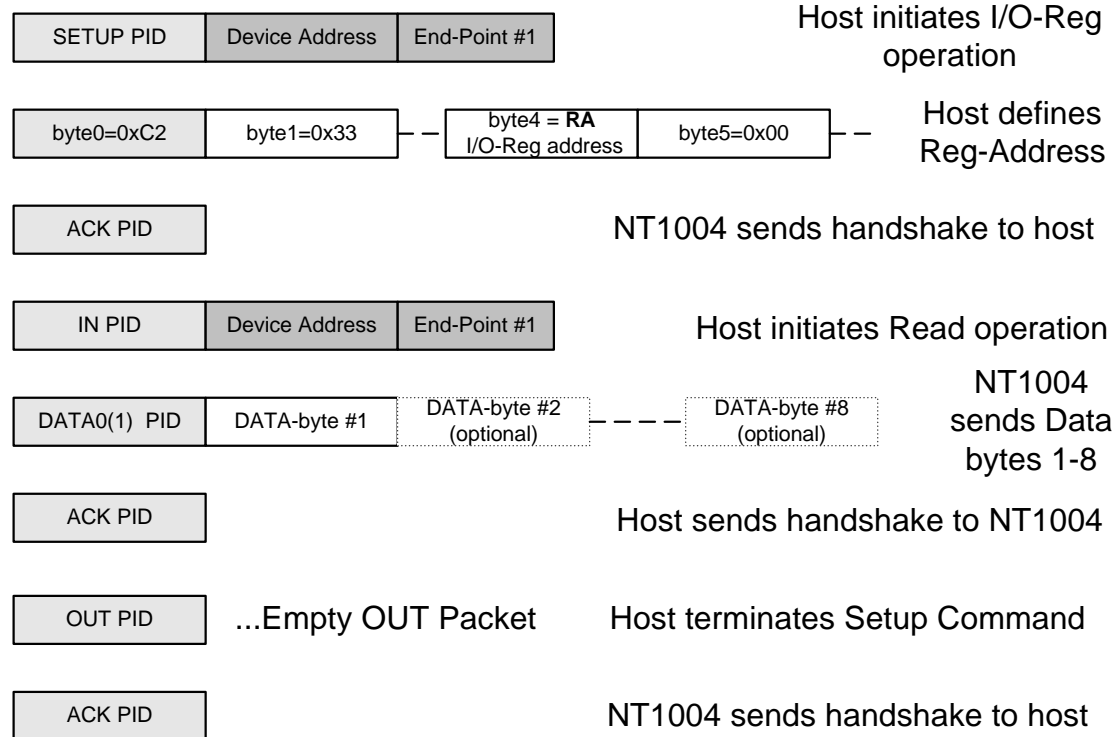 SETUP PID Device Address End-Point #1
Host initiates I/O-Reg
operation
byte0=0xC2 byte1=0x33
byte4 = RA
I/O-Reg address
byte5=0x00
Host defines
Reg-Address
ACK PID NT1004 sends handshake to host
IN PID Device Address End-Point #1 Host initiates Read operation
DATA0(1) PID DATA-byte #1
DATA-byte #2
(optional)
DATA-byte #8
(optional)
NT1004
sends Data
bytes 1-8
ACK PID Host sends handshake to NT1004
OUT PID ...Empty OUT Packet Host terminates Setup Command
ACK PID NT1004 sends handshake to host